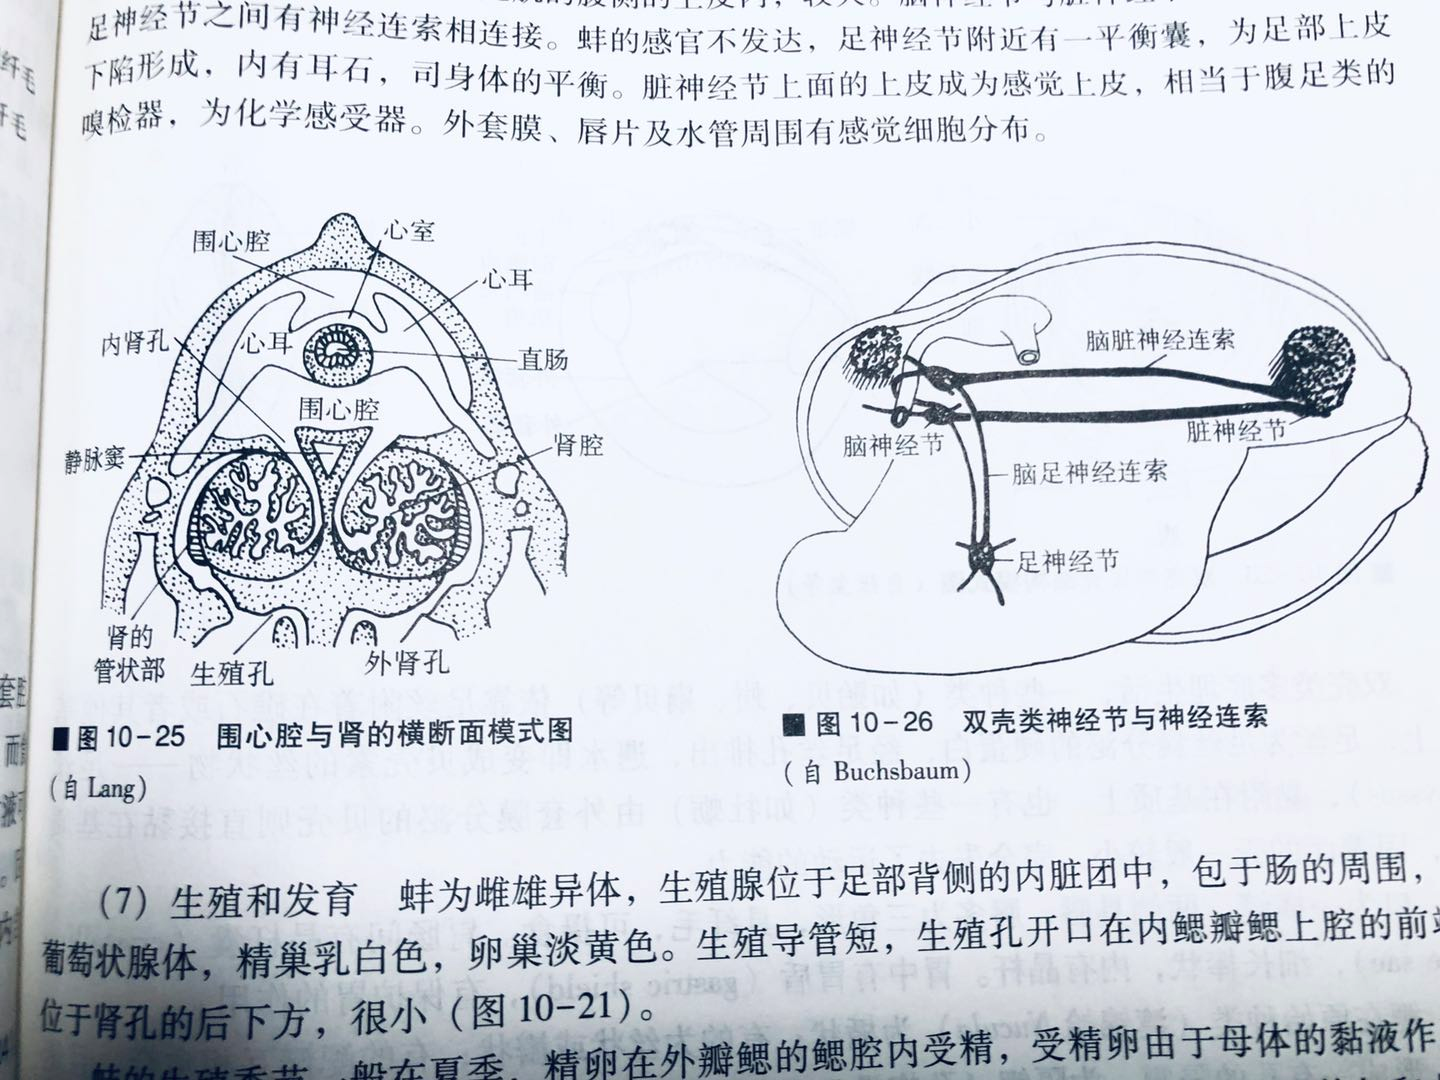 足神经节之间有神经连索相连接。蚌的感官不发达，足神经节附近有一平衡囊，为足部上皮
下陷形成，内有耳石，司身体的平衡。脏神经节上面的上皮成为感觉上皮，相当于腹足类的
嗅检器，为化学感受器。外套膜、唇片及水管周围有感觉细胞分布。
围心腔
心室
心耳
内肾孔
心耳
直肠
围心腔
静脉窦
肾腔
肾的
管状部
生殖孔
外肾孔
脑脏神经连索
脑神经节
脏神经节
脑足神经连索
足神经节
■图10-25 围心腔与肾的横断面模式图
(自 Lang)
■ 图 10-26 双壳类神经节与神经连索
(自 Buchsbaum)
(7) 生殖和发育 蚌为雌雄异体，生殖腺位于足部背侧的内脏团中，包于肠的周围，
葡萄状腺体，精巢乳白色，卵巢淡黄色。生殖导管短，生殖孔开口在内鳃瓣鳃上腔的前端
位于肾孔的后下方，很小（图10-21）。
蚌的生殖季节一般在夏季，精卵在外瓣鳃的鳃腔内受精，受精卵由于母体的黏液作